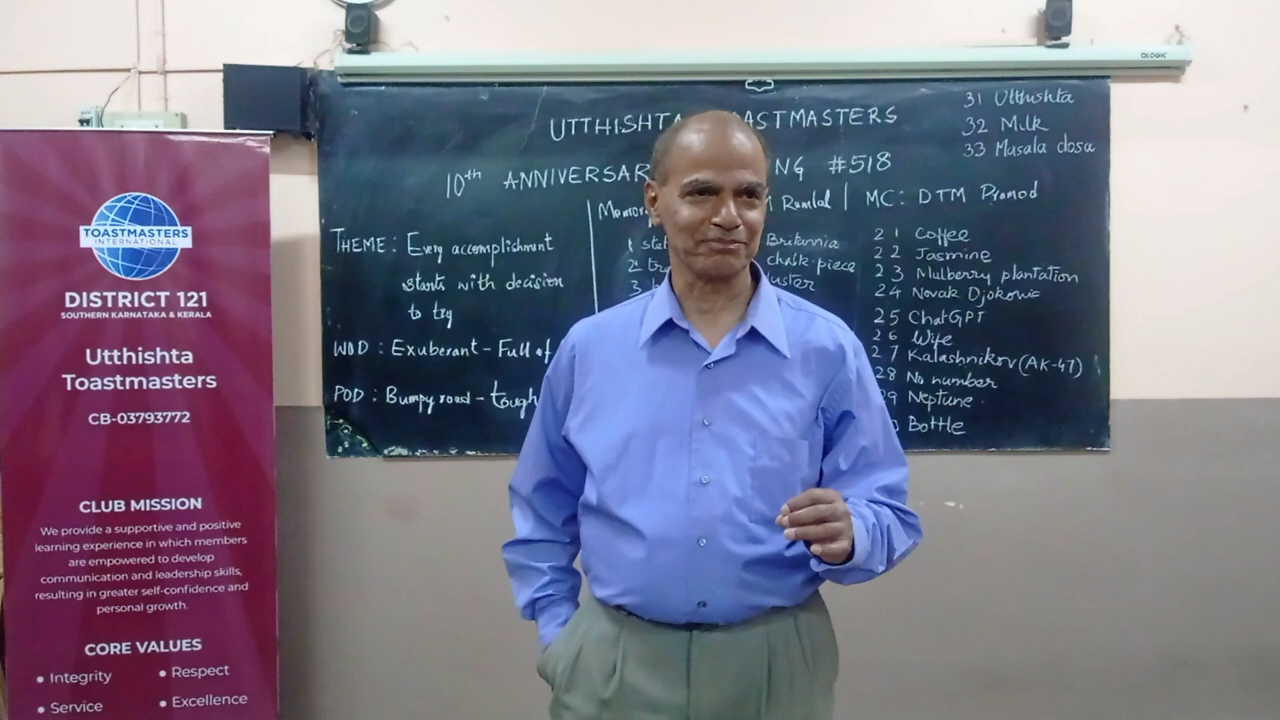 QLOGIC
31 Utthishta
32 Milk
33 Masala dosa
UTTHISHTA TOASTMASTERS
10th ANNIVERSAR NG #518
Ramlal | MC: DTM Pramod
THEME: Every accomplishment
starts with decision
to try
WOD: Exuberant - Full of
POD: Bumpy road - tough
Britannia
chalk-piece
21 Coffee
22 Jasmine
23 Mulberry plantation
24 Novak Djokovic
25 ChatGPT
26 Wife
27 Kalashnikov (AK-47)
28 No number
29 Neptune
Bottle
TOASTMASTERS
INTERNATIONAL
DISTRICT 121
SOUTHERN KARNATAKA & KERALA
Utthishta
Toastmasters
CB-03793772
CLUB MISSION
We provide a supportive and positive
learning experience in which members
are empowered to develop
communication and leadership skills,
resulting in greater self-confidence and
personal growth.
CORE VALUES
• Integrity • Respect
• Service • Excellence